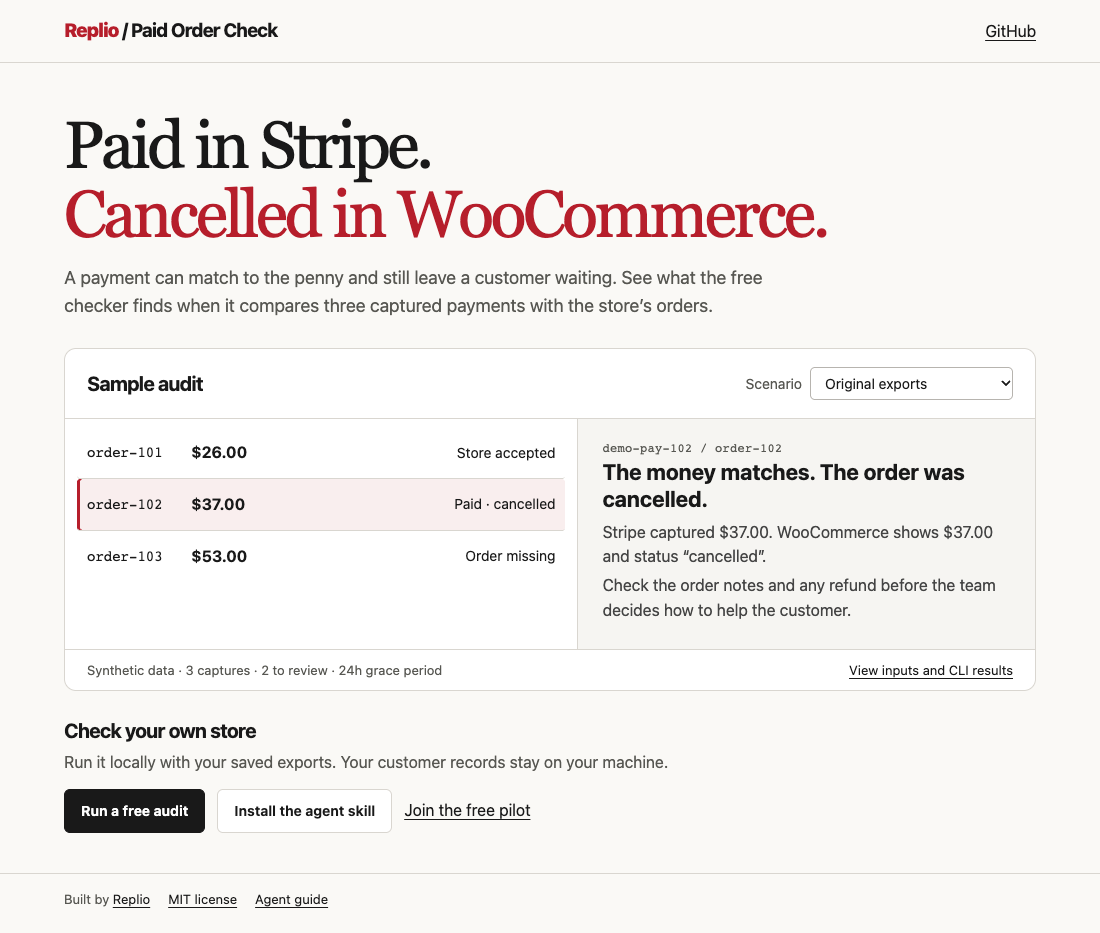 Replio / Paid Order Check
GitHub
Paid in Stripe.
Cancelled in WooCommerce.
A payment can match to the penny and still leave a customer waiting. See what the free
checker finds when it compares three captured payments with the store’s orders.
Sample audit
Scenario
Original exports
order-101 $26.00 Store accepted
order-102 $37.00 Paid · cancelled
order-103 $53.00 Order missing
demo-pay-102 / order-102
The money matches. The order was
cancelled.
Stripe captured $37.00. WooCommerce shows $37.00
and status “cancelled”.
Check the order notes and any refund before the team
decides how to help the customer.
Synthetic data · 3 captures · 2 to review · 24h grace period
View inputs and CLI results
Check your own store
Run it locally with your saved exports. Your customer records stay on your machine.
Run a free audit
Install the agent skill
Join the free pilot
Built by Replio MIT license Agent guide